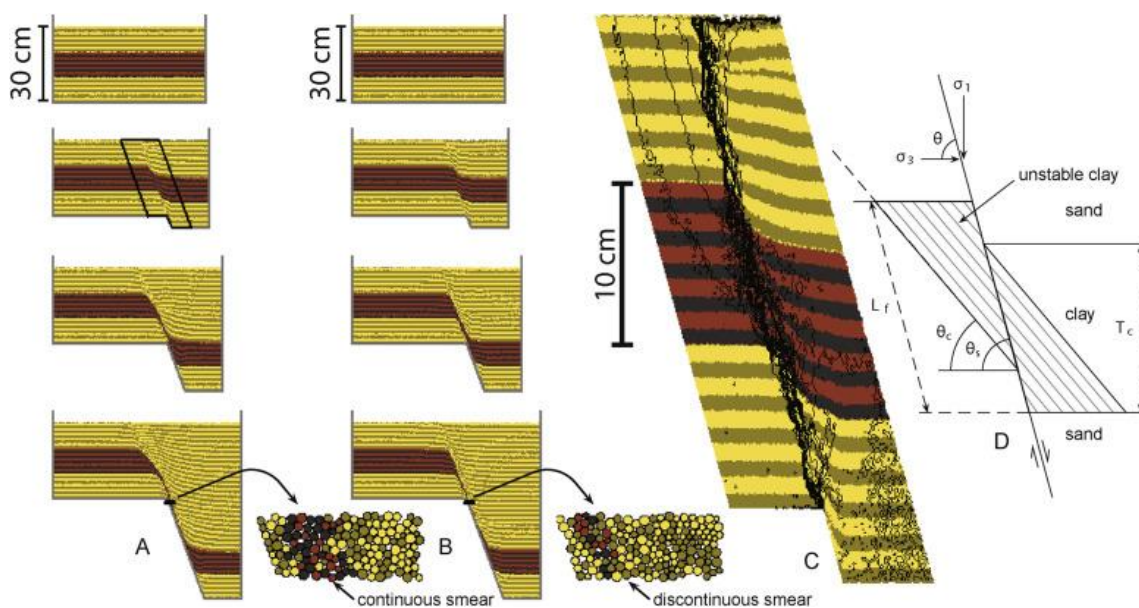 30 cm
30 cm
10 cm
σ1
θ
σ3
unstable clay
sand
Lf
clay
Tc
θc
θs
sand
A
B
C
D
continuous smear
discontinuous smear